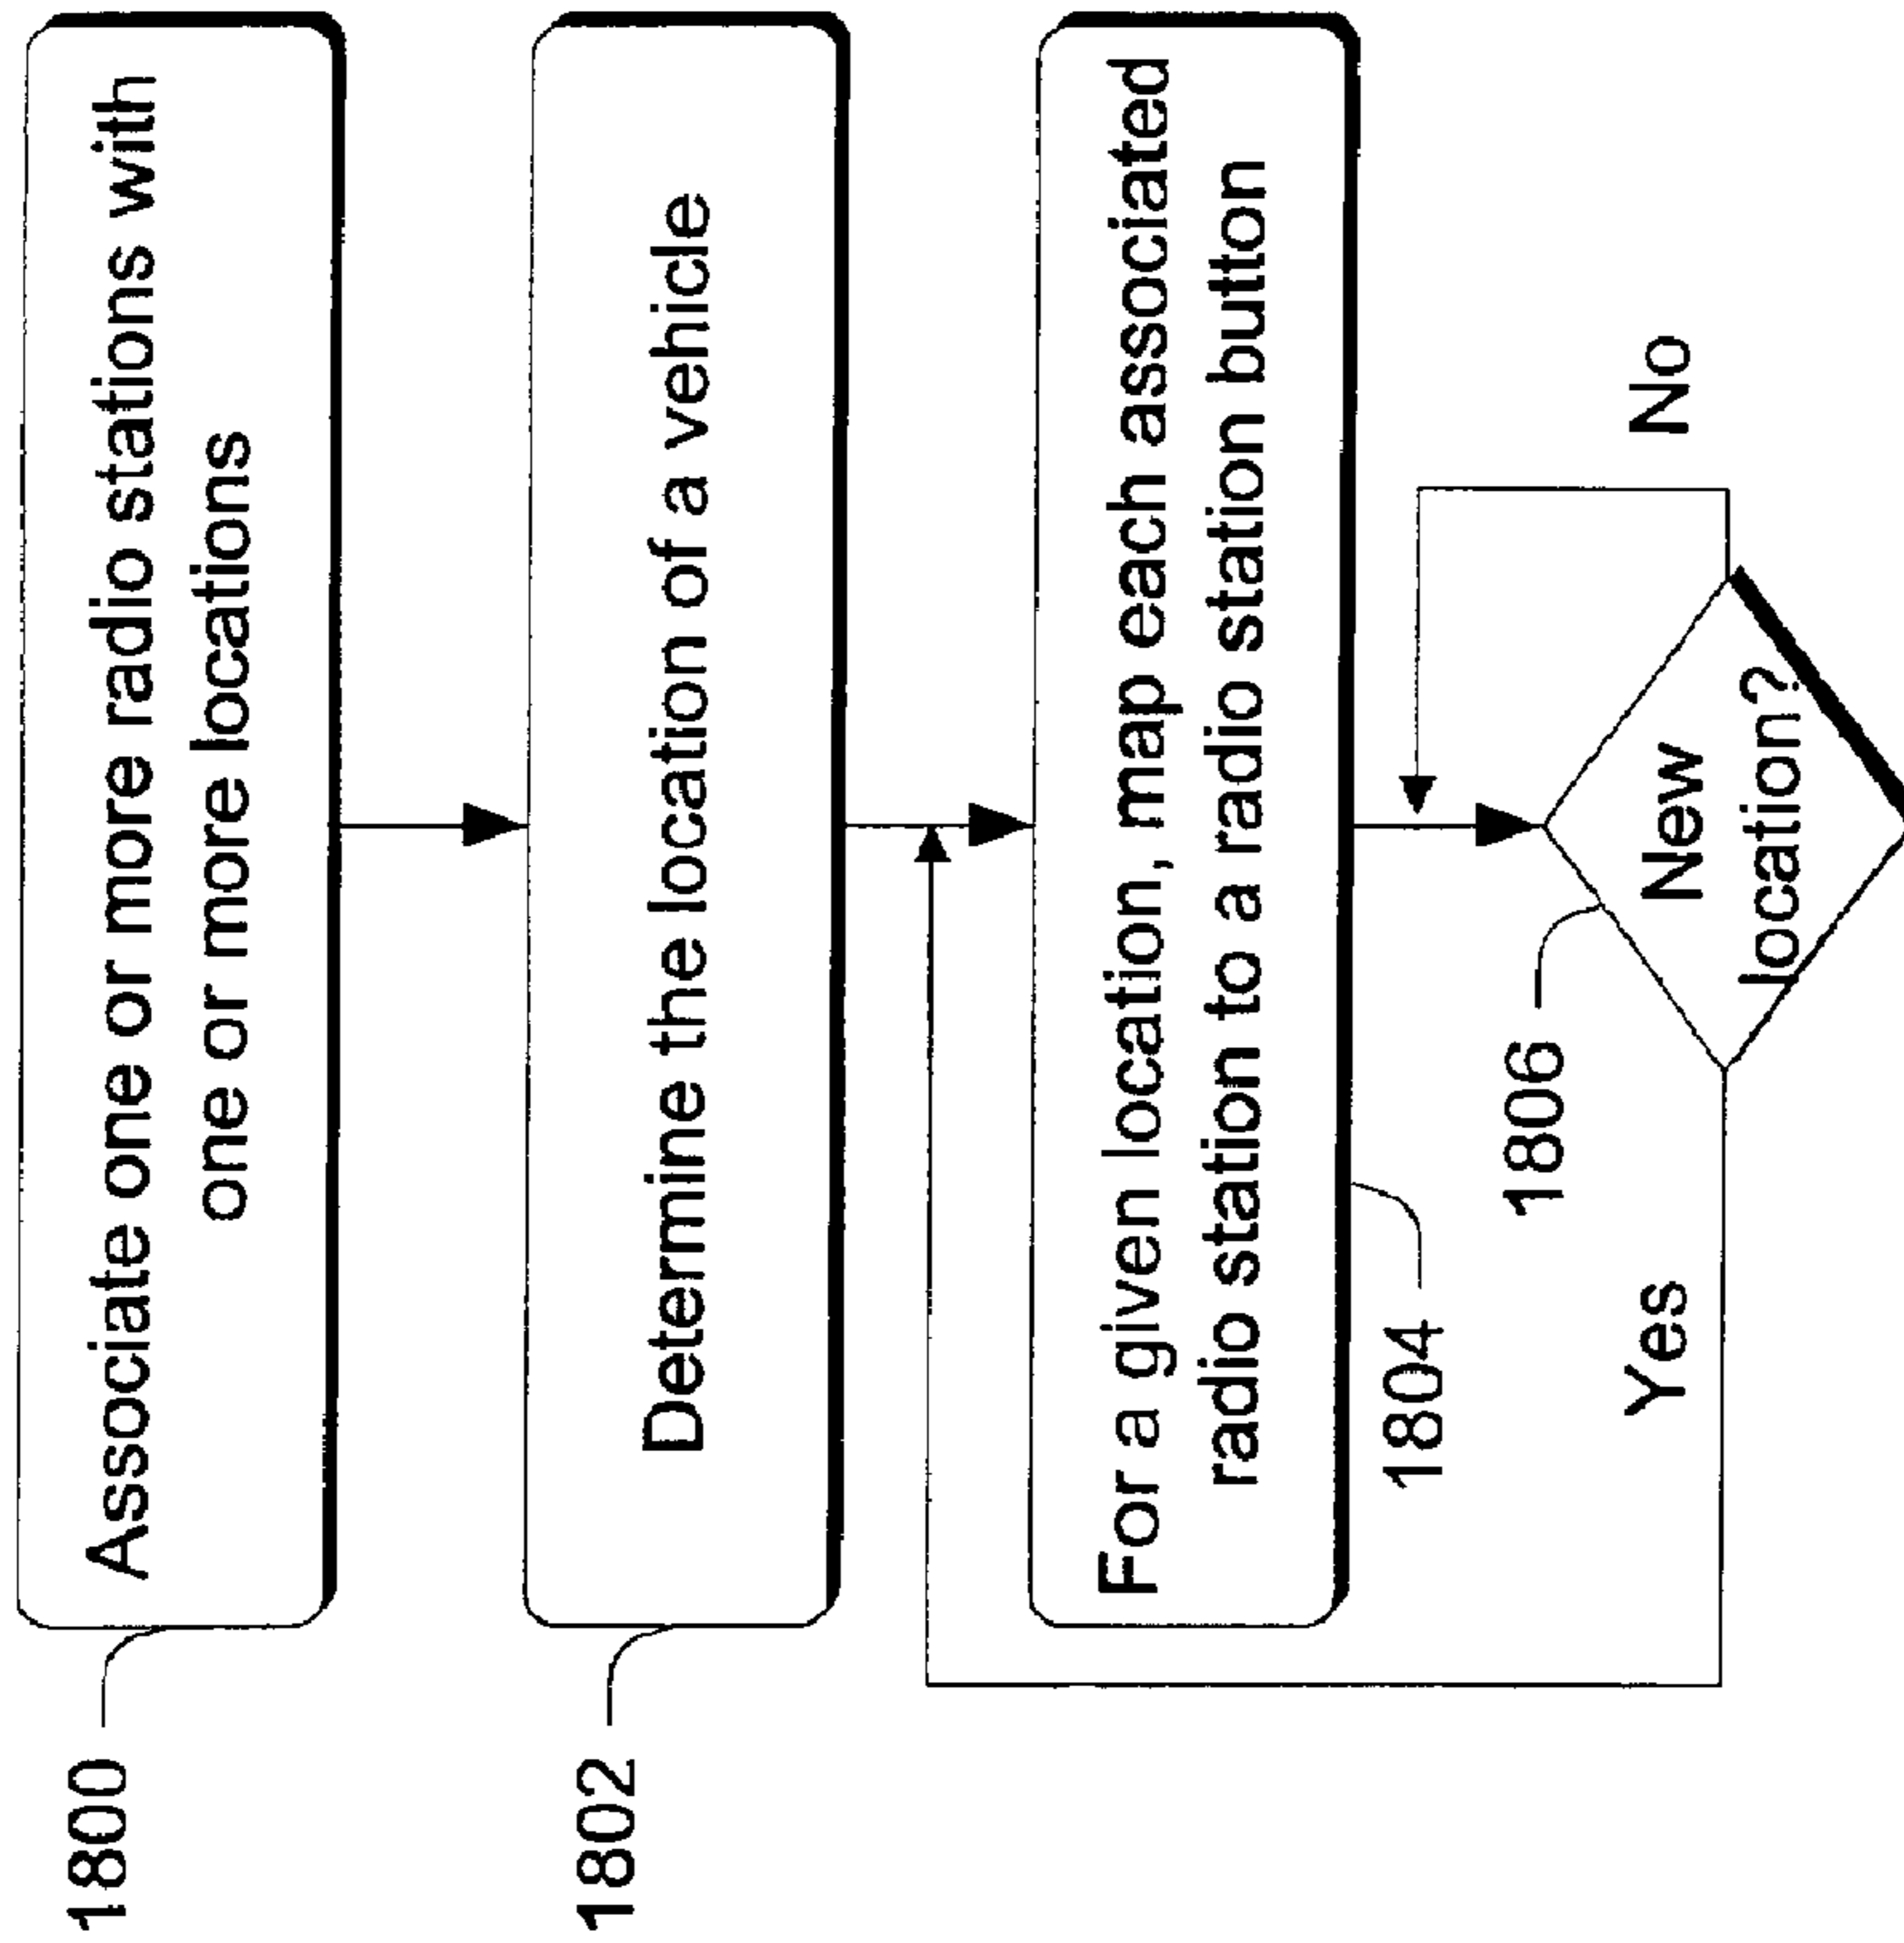 1800
Associate one or more radio stations with
one or more locations
1802
Determine the location of a vehicle
For a given location, map each associated
radio station to a radio station button
1804
1806
New
location?
Yes
No